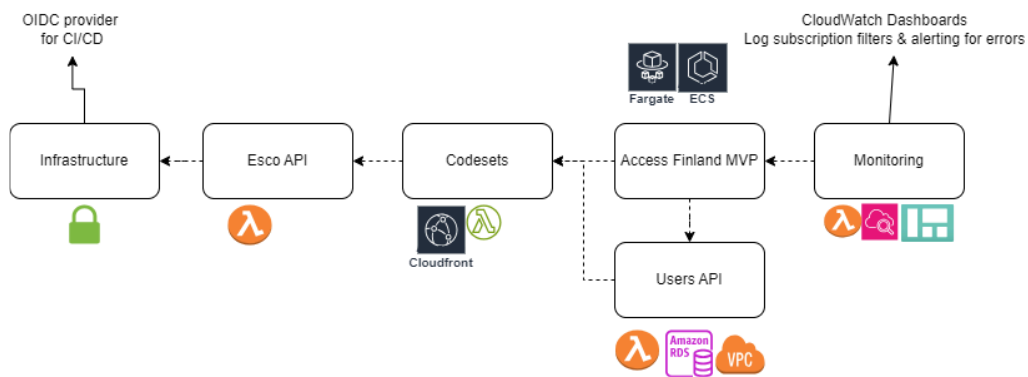 OIDC provider
for CI/CD
CloudWatch Dashboards
Log subscription filters & alerting for errors
Fargate
ECS
Infrastructure
Esco API
Codesets
Access Finland MVP
Monitoring
Cloudfront
Users API
Amazon
RDS
VPC